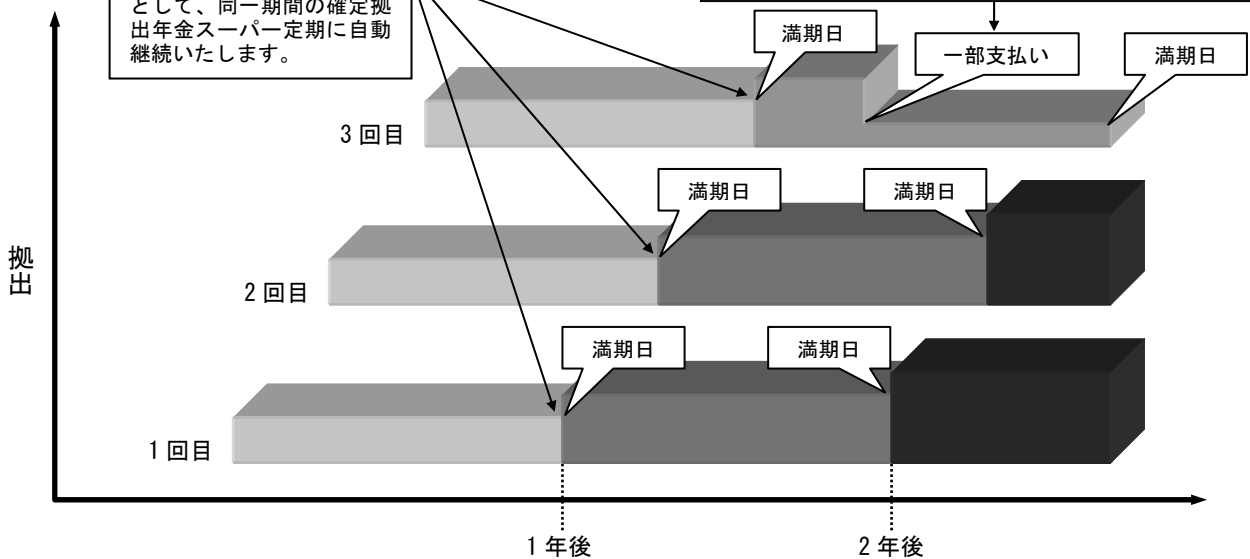 として、同一期間の確定拠
出年金スーパー定期に自動
継続いたします。
満期日
一部支払い
満期日
3回目
満期日
満期日
拠出
2回目
満期日
満期日
1回目
1年後
2年後